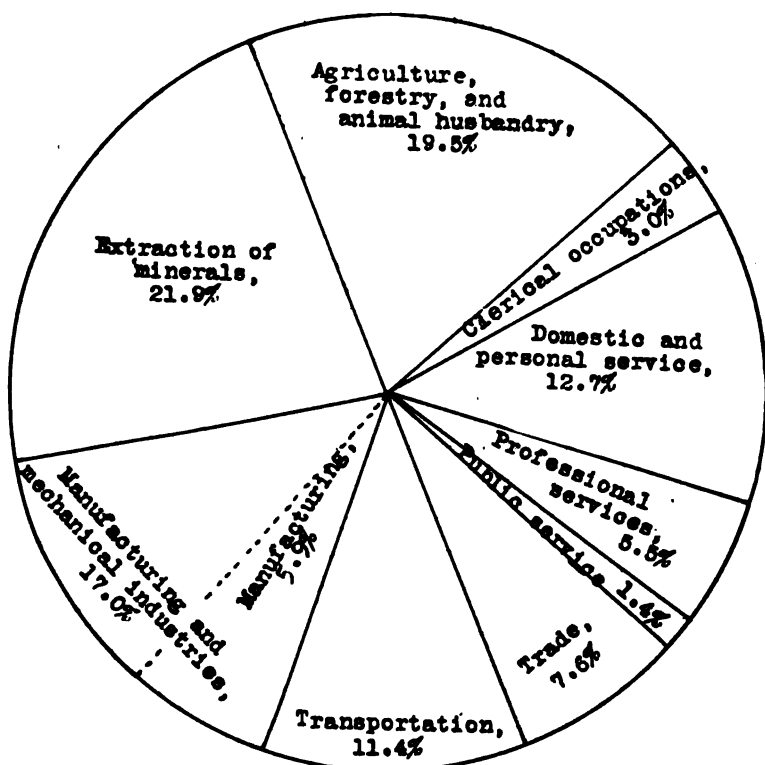 Agriculture,
forestry, and
animal husbandry,
19.5%
Clerical occupations,
3.0%
Domestic and
personal service,
12.7%
Professional
services,
5.5%
Public service 1.4%
Trade,
7.6%
Transportation,
11.4%
Manufacturing,
5.9%
Manufacturing and
mechanical industries,
17.0%
Extraction of
minerals,
21.9%